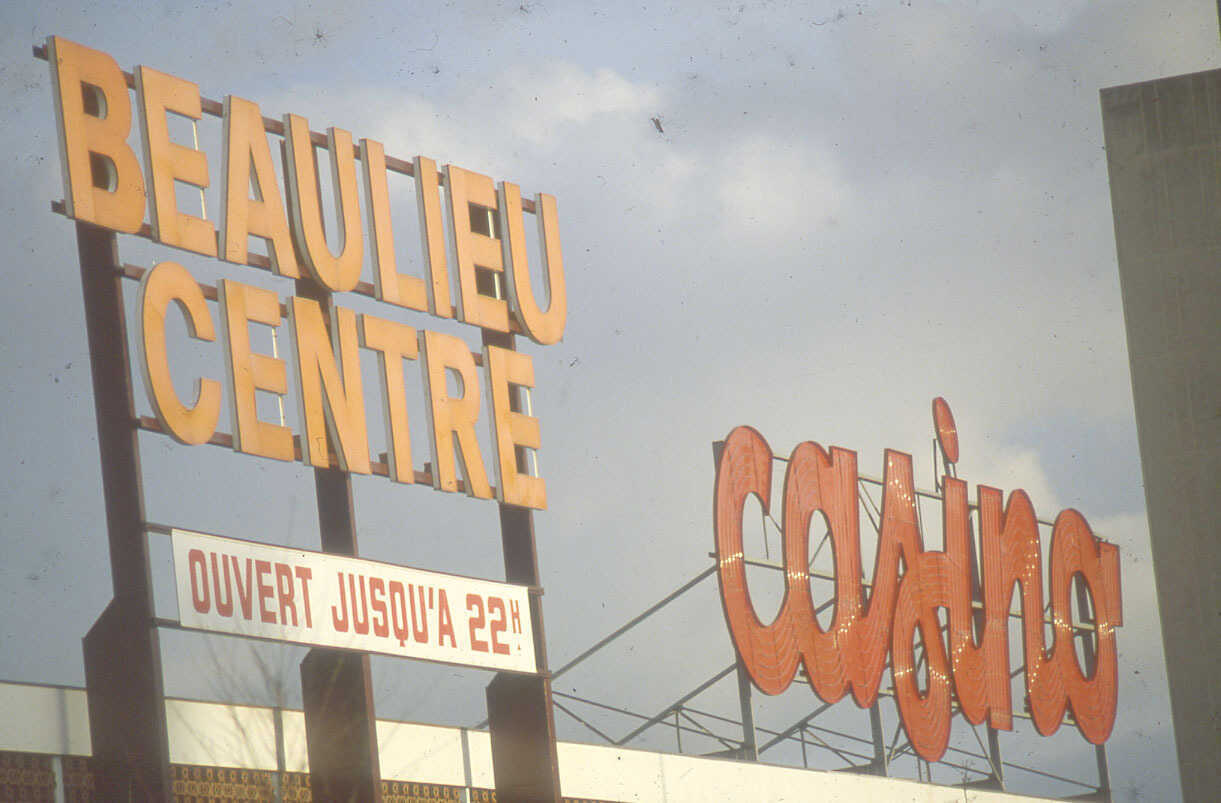 BEAULIEU
CENTRE
OUVERT JUSQU'A 22H
casino